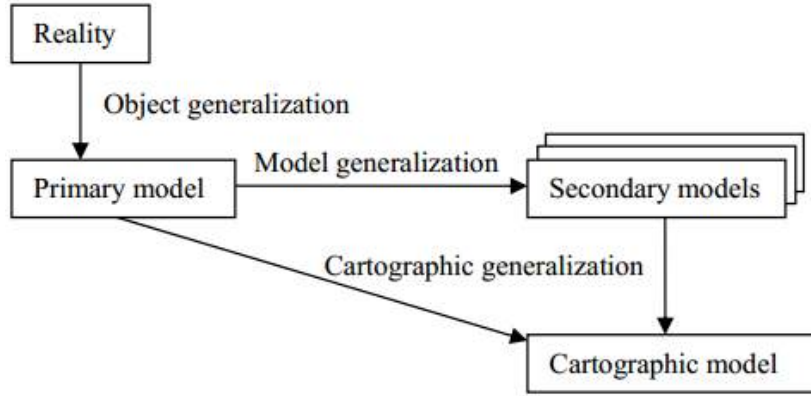 Reality
Object generalization
Model generalization
Primary model
Secondary models
Cartographic generalization
Cartographic model